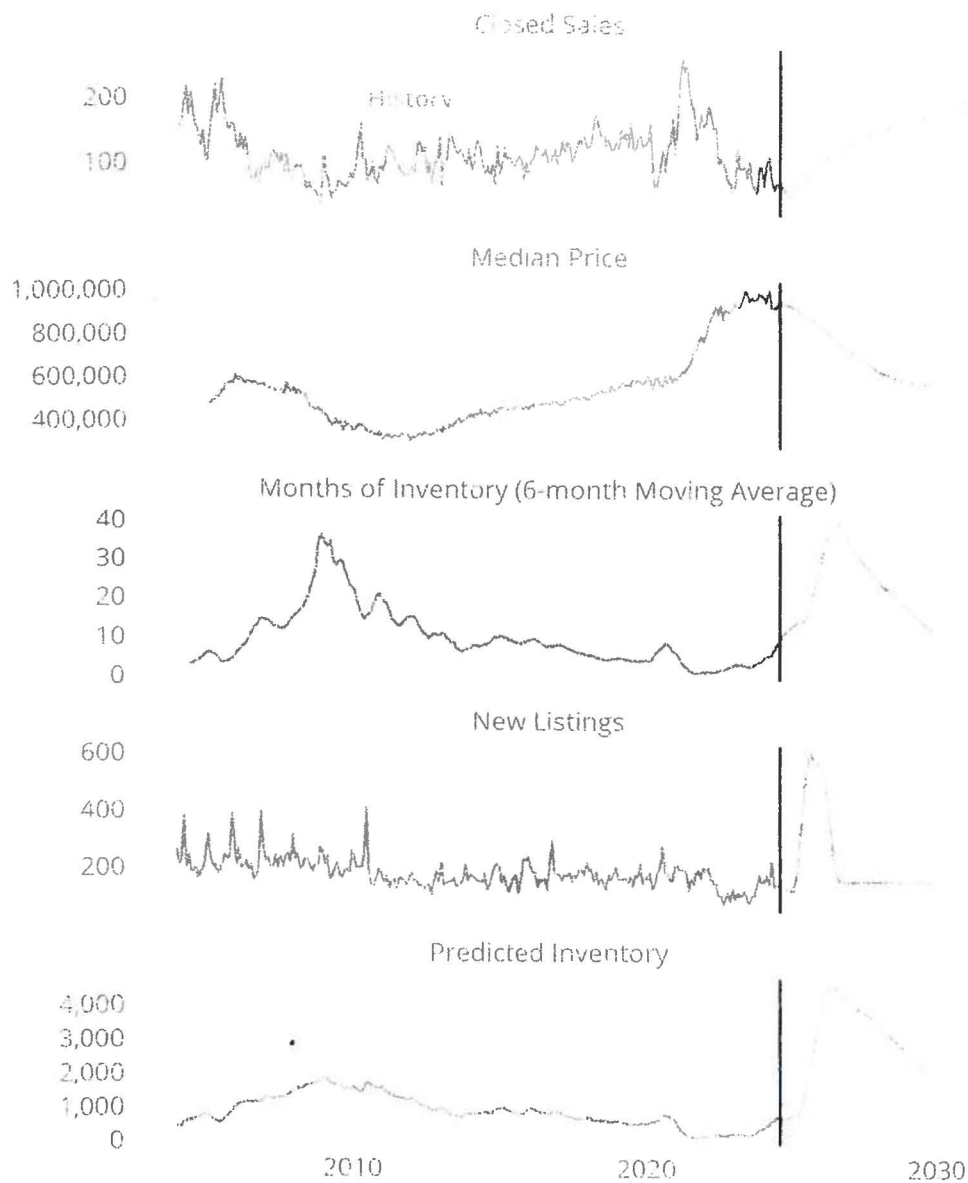 Closed Sales
200
History
100
Median Price
1,000,000
800,000
600,000
400,000
Months of Inventory (6-month Moving Average)
40
30
20
10
0
New Listings
600
400
200
Predicted Inventory
4,000
3,000
2,000
1,000
0
2010 2020 2030